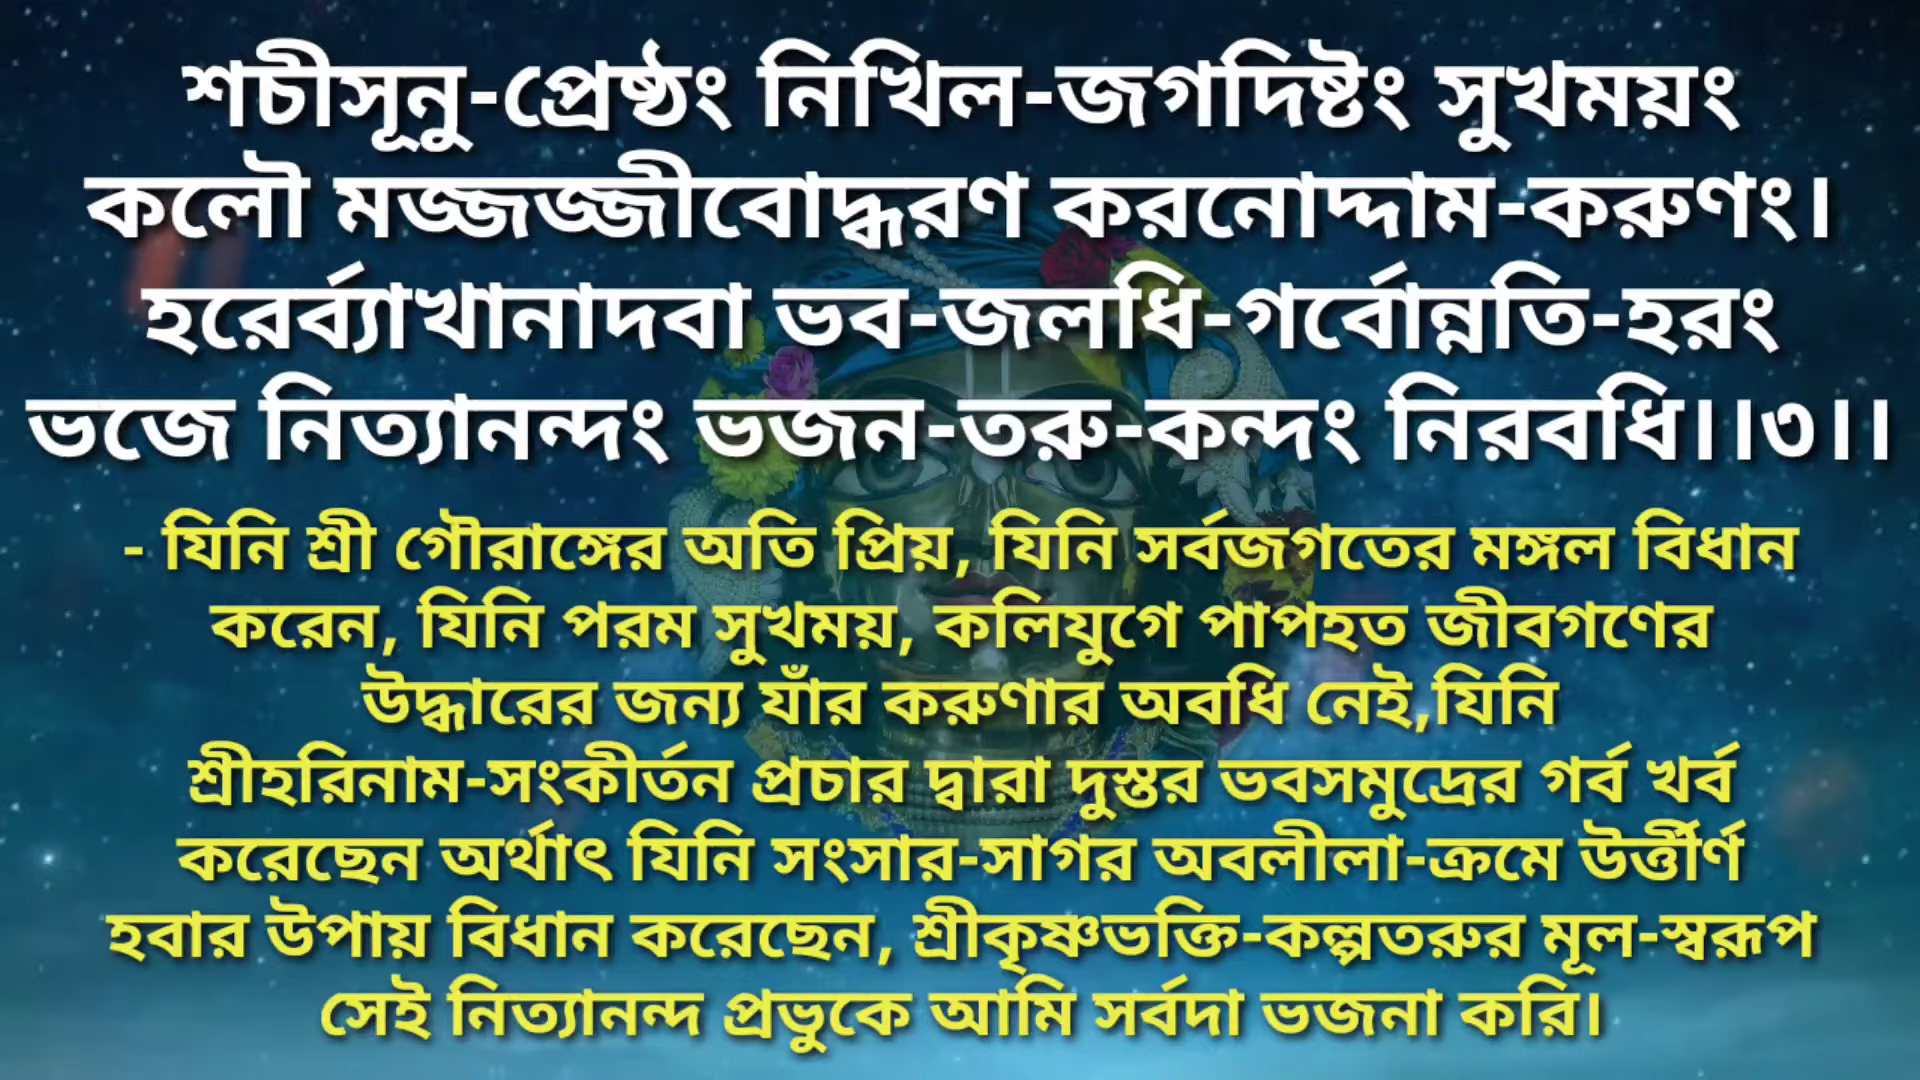 শচীসূনু-প্রেষ্ঠং নিখিল-জগদিষ্টং সুখময়ং
কলৌ মজ্জজ্জীবোদ্ধরণ করনোদ্দাম-করুণং।
হরের্ব্যাখানাদবা ভব-জলধি-গর্বোন্নতি-হরং
ভজে নিত্যানন্দং ভজন-তরু-কন্দং নিরবধি।।৩।।
- যিনি শ্রী গৌরাঙ্গের অতি প্রিয়, যিনি সর্বজগতের মঙ্গল বিধান
করেন, যিনি পরম সুখময়, কলিযুগে পাপহত জীবগণের
উদ্ধারের জন্য যাঁর করুণার অবধি নেই,যিনি
শ্রীহরিনাম-সংকীর্তন প্রচার দ্বারা দুস্তর ভবসমুদ্রের গর্ব খর্ব
করেছেন অর্থাৎ যিনি সংসার-সাগর অবলীলা-ক্রমে উর্ত্তীর্ণ
হবার উপায় বিধান করেছেন, শ্রীকৃষ্ণভক্তি-কল্পতরুর মূল-স্বরূপ
সেই নিত্যানন্দ প্রভুকে আমি সর্বদা ভজনা করি।